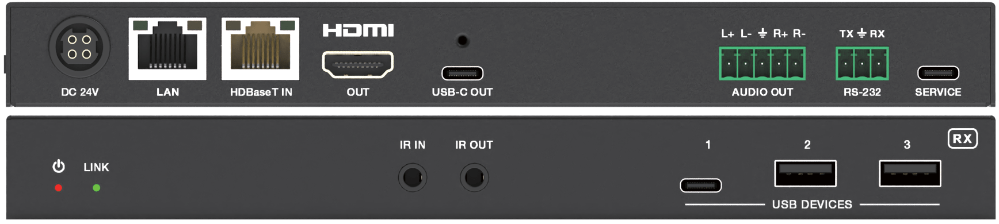 HDMI
L+ L- R+ R- TX RX
DC 24V LAN HDBaseT IN OUT USB-C OUT AUDIO OUT RS-232 SERVICE
RX
IR IN IR OUT 1 2 3
LINK
USB DEVICES